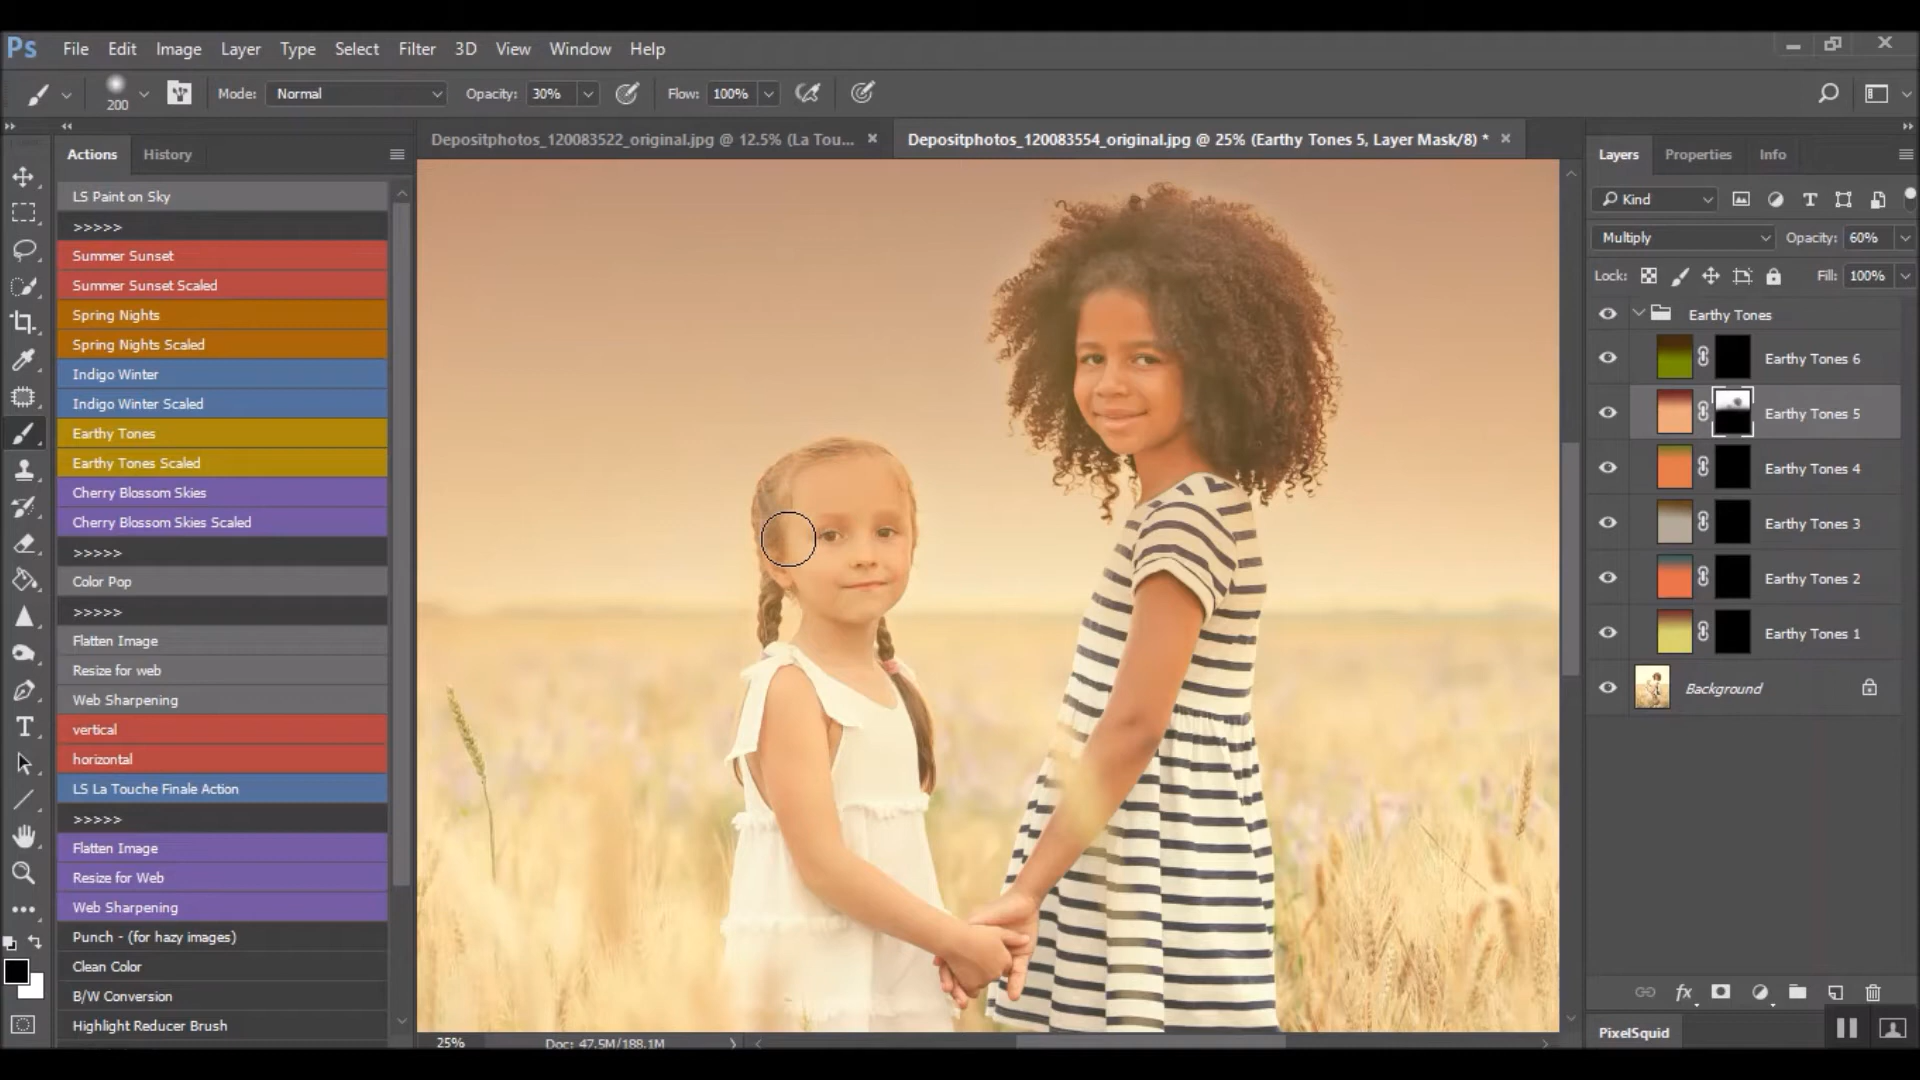 Ps File Edit Image Layer Type Select Filter 3D View Window Help
200 Mode: Normal Opacity: 30% Flow: 100%
Actions History
LS Paint on Sky
>>>>>
Summer Sunset
Summer Sunset Scaled
Spring Nights
Spring Nights Scaled
Indigo Winter
Indigo Winter Scaled
Earthy Tones
Earthy Tones Scaled
Cherry Blossom Skies
Cherry Blossom Skies Scaled
>>>>>
Color Pop
>>>>>
Flatten Image
Resize for web
Web Sharpening
vertical
horizontal
LS La Touche Finale Action
>>>>>
Flatten Image
Resize for Web
Web Sharpening
Punch - (for hazy images)
Clean Color
B/W Conversion
Highlight Reducer Brush
Depositphotos_120083522_original.jpg @ 12.5% (La Tou...
Depositphotos_120083554_original.jpg @ 25% (Earthy Tones 5, Layer Mask/8) *
25% Doc: 47.5M/188.1M
Layers Properties Info
Kind
Multiply Opacity: 60%
Lock: Fill: 100%
Earthy Tones
Earthy Tones 6
Earthy Tones 5
Earthy Tones 4
Earthy Tones 3
Earthy Tones 2
Earthy Tones 1
Background
fx
PixelSquid